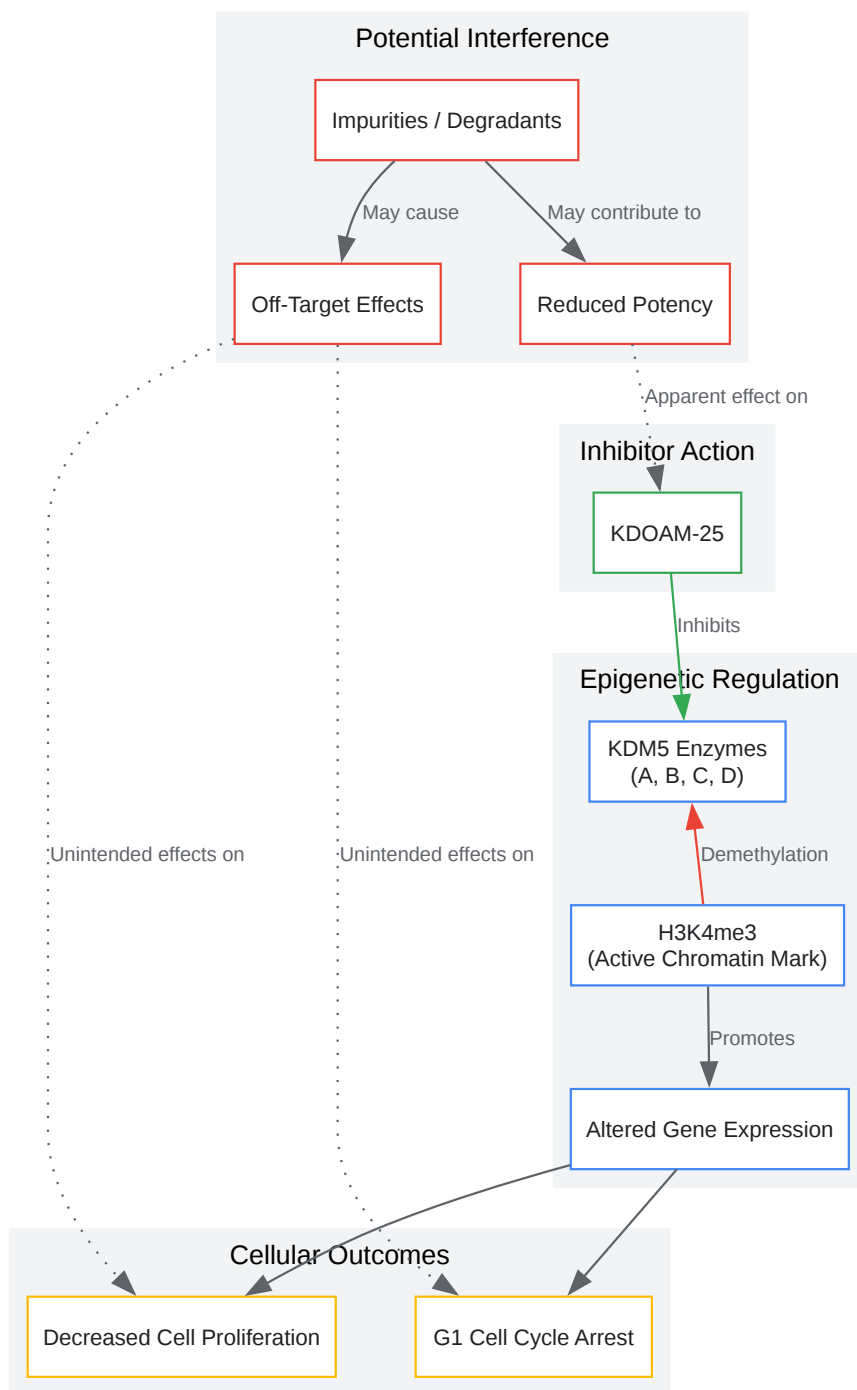 Potential Interference
Impurities / Degradants
May cause
May contribute to
Off-Target Effects
Reduced Potency
Apparent effect on
Inhibitor Action
KDOAM-25
Inhibits
Epigenetic Regulation
KDM5 Enzymes
(A, B, C, D)
Unintended effects on
Unintended effects on
Demethylation
H3K4me3
(Active Chromatin Mark)
Promotes
Altered Gene Expression
Cellular Outcomes
Decreased Cell Proliferation
G1 Cell Cycle Arrest